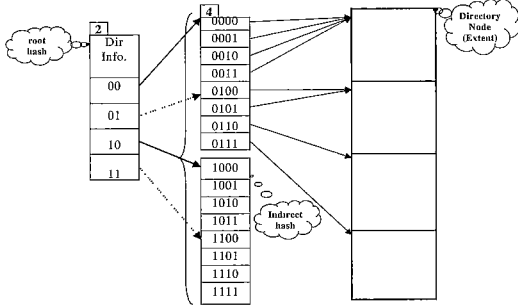 root
hash
2
Dir
Info.
00
01
10
11
4
0000
0001
0010
0011
0100
0101
0110
0111
1000
1001
1010
1011
1100
1101
1110
1111
Indirect
hash
Directory
Node
(Extent)